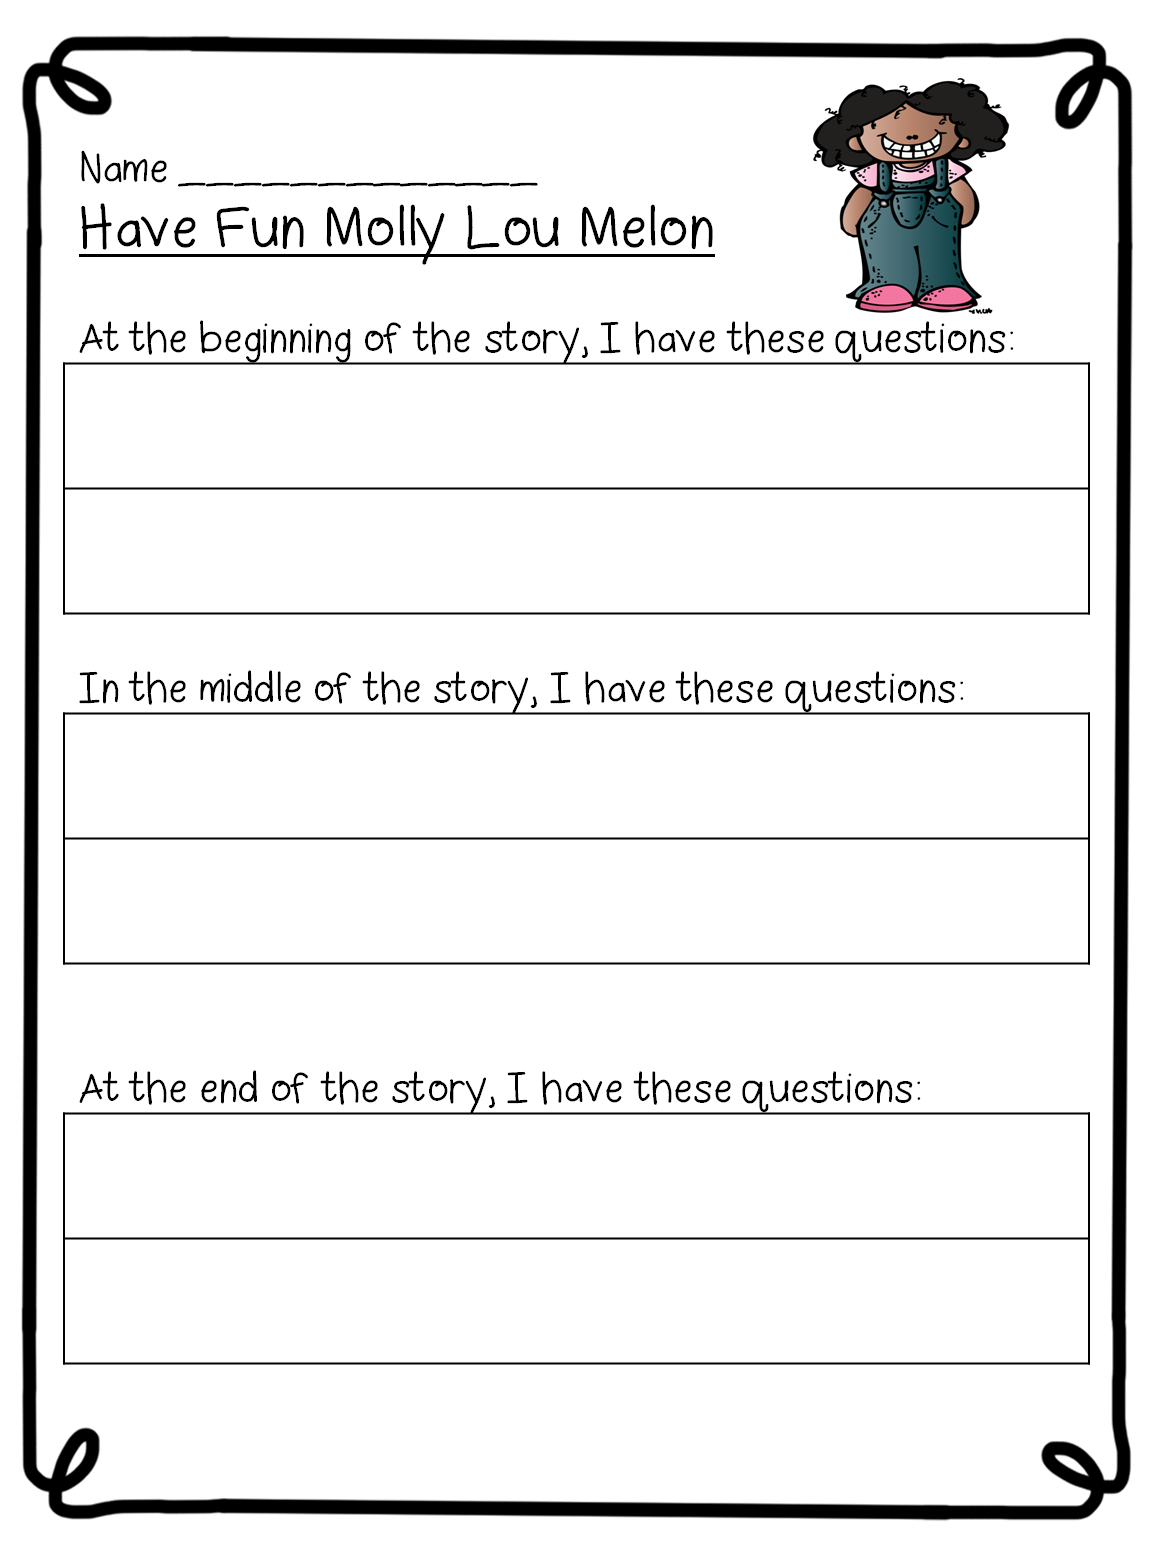 Name _____________
Have Fun Molly Lou Melon
At the beginning of the story, I have these questions:
In the middle of the story, I have these questions:
At the end of the story, I have these questions: